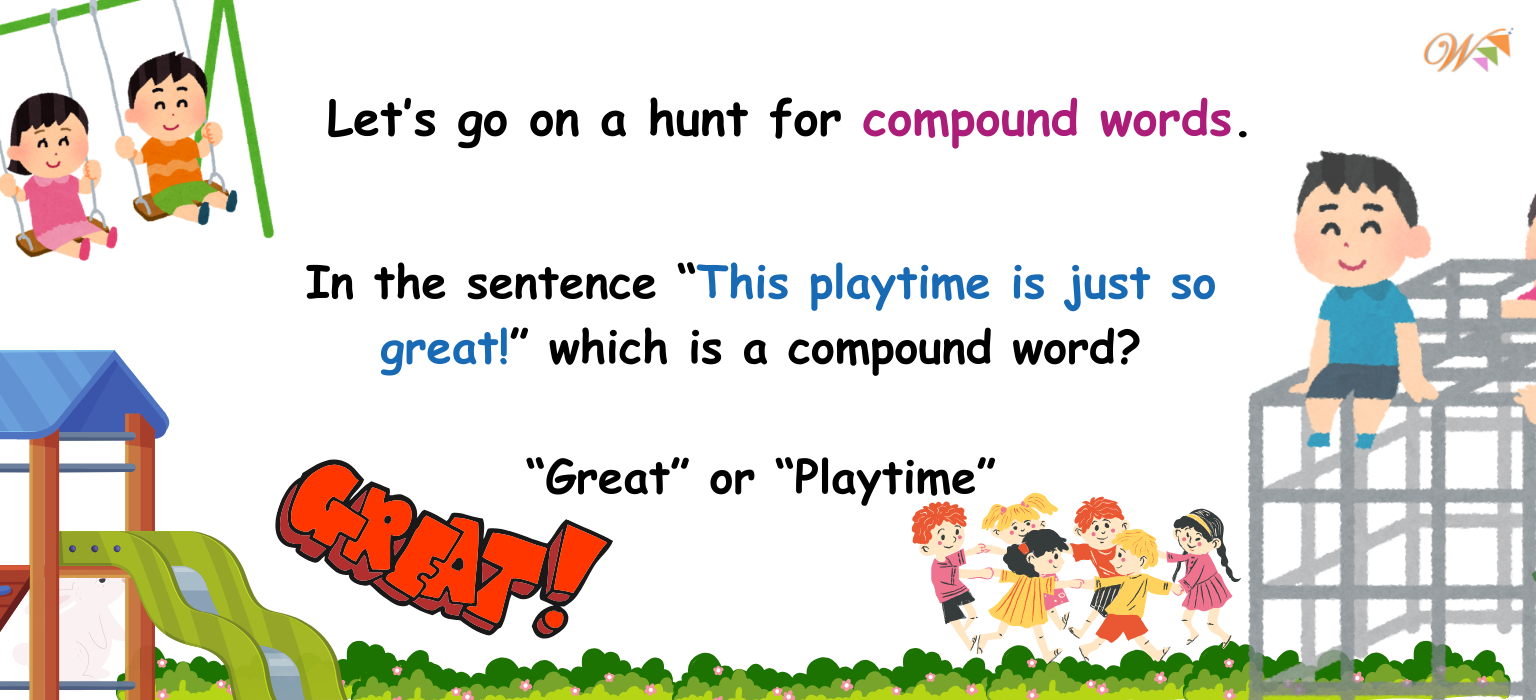 Let’s go on a hunt for compound words.
In the sentence “This playtime is just so
great!” which is a compound word?
“Great” or “Playtime”
GREAT!
W